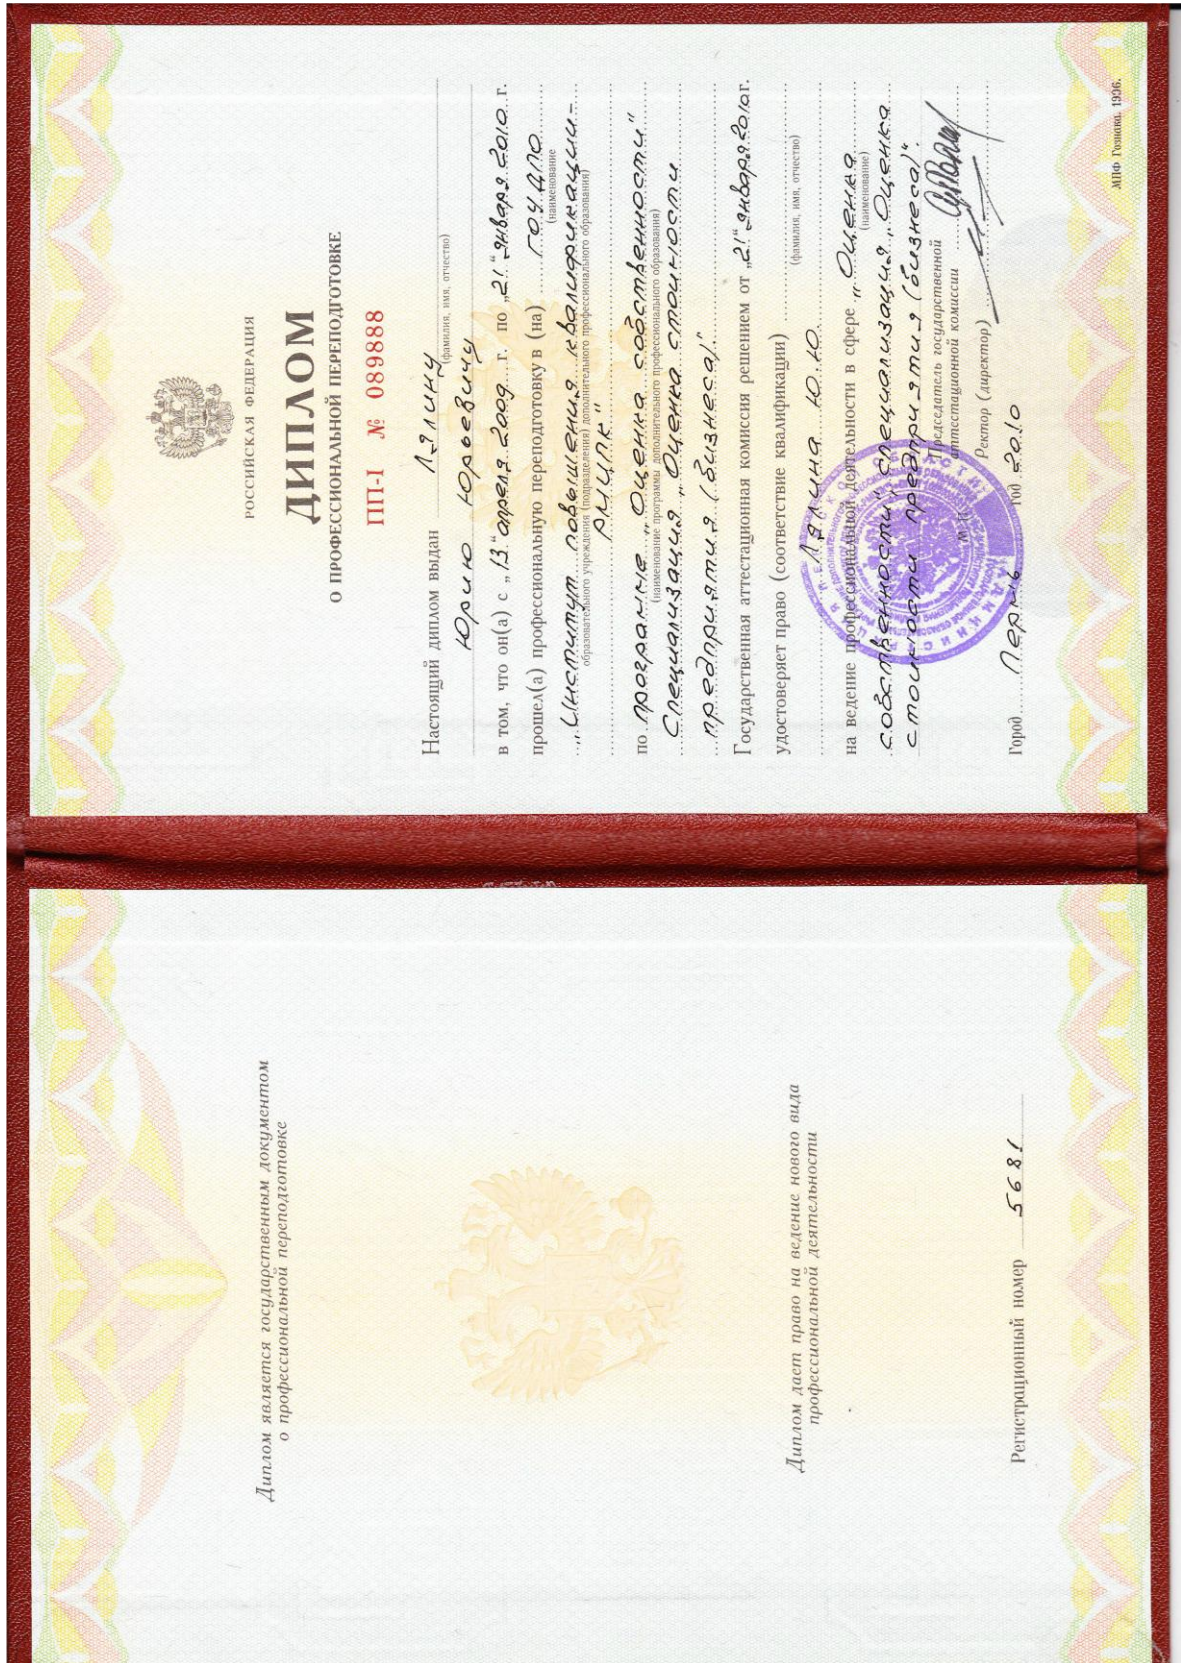 Диплом является государственным документом
о профессиональной переподготовке
Диплом дает право на ведение нового вида
профессиональной деятельности
Регистрационный номер 5681
РОССИЙСКАЯ ФЕДЕРАЦИЯ
ДИПЛОМ
О ПРОФЕССИОНАЛЬНОЙ ПЕРЕПОДГОТОВКЕ
ПП-I № 089888
Настоящий диплом выдан Лялину
(фамилия, имя, отчество)
Юрию Юрьевичу
в том, что он(а) с „13“ апреля 2009 г. по „21“ января 2010 г.
прошел(а) профессиональную переподготовку в (на) ГОУ ДПО
(наименование
„Институт повышения квалификации-
образовательного учреждения (подразделения) дополнительного профессионального образования)
РМЦПК"
по программе „Оценка собственности"
(наименование программы дополнительного профессионального образования)
Специализация „Оценка стоимости
предприятия (бизнеса)".
Государственная аттестационная комиссия решением от „21“ января 2010 г.
удостоверяет право (соответствие квалификации)
(фамилия, имя, отчество)
Лялина Ю.Ю.
на ведение профессиональной деятельности в сфере „Оценка
(наименование)
собственности", специализация „Оценка
стоимости предприятия (бизнеса)".
Председатель государственной
аттестационной комиссии
М.П.
Ректор (директор)
Город Пермь год 2010
МПФ Гознака. 1996.